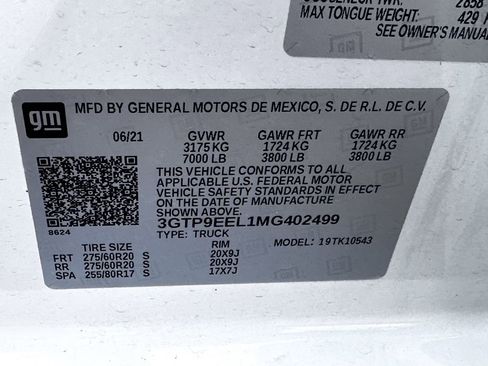 2858
MAX TONGUE WEIGHT: 429
SEE OWNER'S MANUAL
gm
MFD BY GENERAL MOTORS DE MEXICO, S. DE R.L. DE C.V.
06/21 GVWR GAWR FRT GAWR RR
3175 KG 1724 KG 1724 KG
7000 LB 3800 LB 3800 LB
THIS VEHICLE CONFORMS TO ALL
APPLICABLE U.S. FEDERAL MOTOR
VEHICLE SAFETY STANDARDS IN EFFECT
ON THE DATE OF MANUFACTURE
SHOWN ABOVE.
3GTP9EEL1MG402499
8624
TYPE: TRUCK MODEL: 19TK10543
TIRE SIZE RIM
FRT 275/60R20 S 20X9J
RR 275/60R20 S 20X9J
SPA 255/80R17 S 17X7J